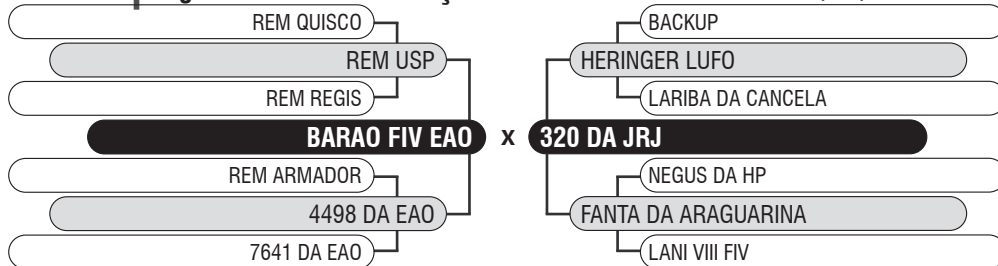 REM QUISCO
BACKUP
REM USP
HERINGER LUFO
REM REGIS
LARIBA DA CANCELA
BARAO FIV EAO x 320 DA JRJ
REM ARMADOR
NEGUS DA HP
4498 DA EAO
FANTA DA ARAGUARINA
7641 DA EAO
LANI VIII FIV